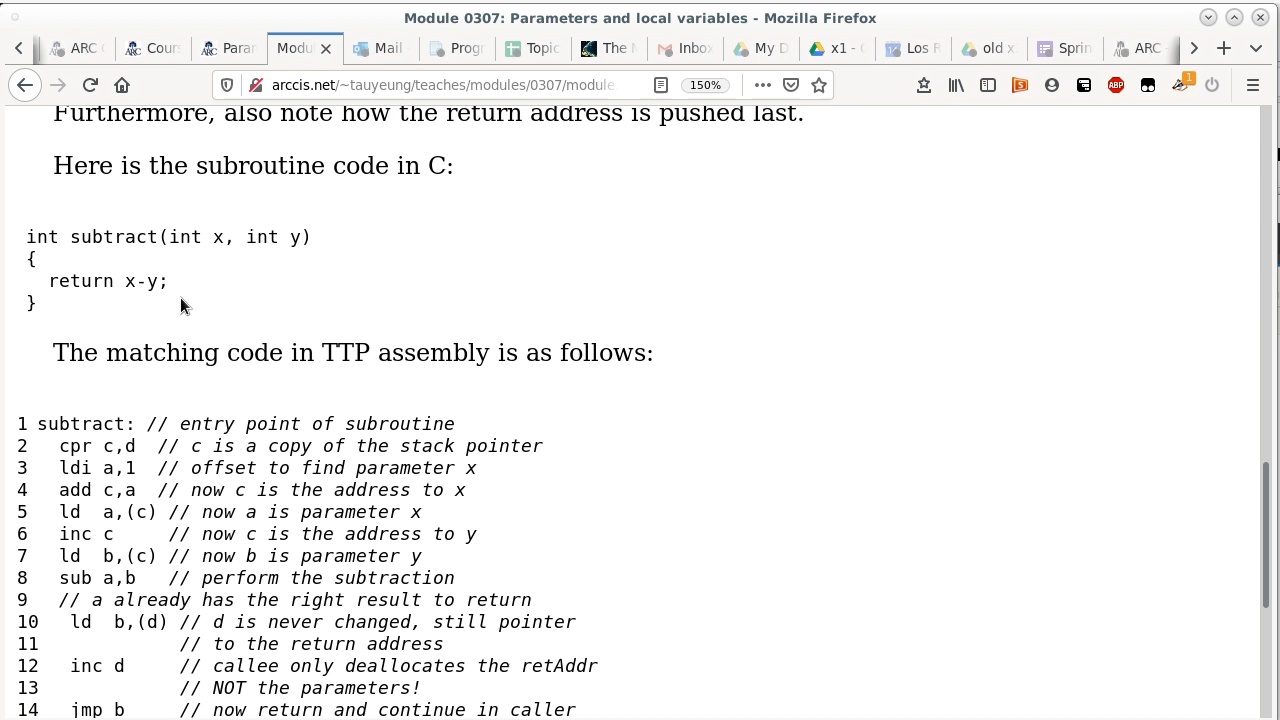 Module 0307: Parameters and local variables - Mozilla Firefox
ARC Cour Para Modu Mail Prog Topic The M Inbo My D x1 - Los R old x Sprin ARC
arccis.net/~tauyeung/teaches/modules/0307/module. 150% ABP 1
Furthermore, also note how the return address is pushed last.
Here is the subroutine code in C:
int subtract(int x, int y)
{
return x-y;
}
The matching code in TTP assembly is as follows:
1 subtract: // entry point of subroutine
2 cpr c,d // c is a copy of the stack pointer
3 ldi a,1 // offset to find parameter x
4 add c,a // now c is the address to x
5 ld a,(c) // now a is parameter x
6 inc c // now c is the address to y
7 ld b,(c) // now b is parameter y
8 sub a,b // perform the subtraction
9 // a already has the right result to return
10 ld b,(d) // d is never changed, still pointer
11 // to the return address
12 inc d // callee only deallocates the retAddr
13 // NOT the parameters!
14 jmp b // now return and continue in caller